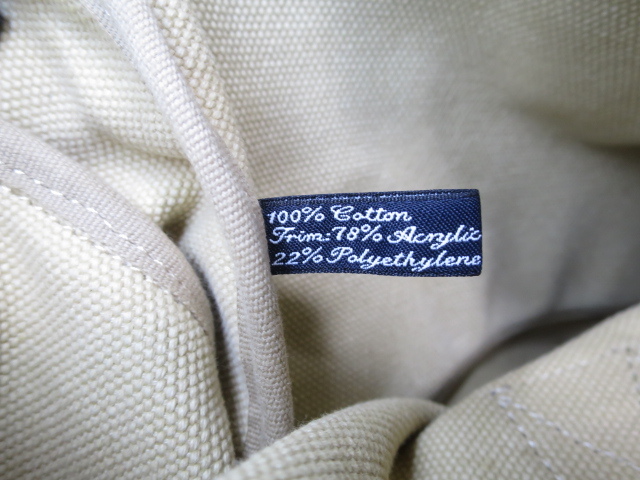 100% Cotton
Trim: 78% Acrylic
22% Polyethylene